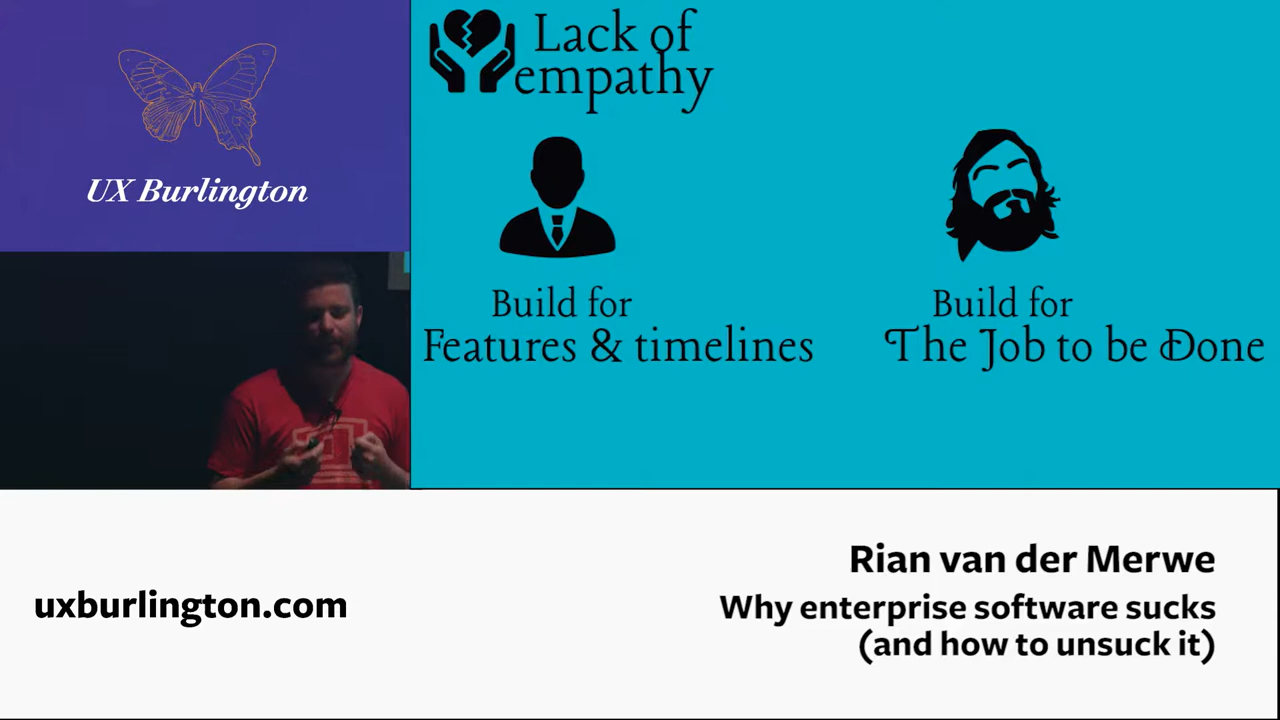 UX Burlington
Lack of
empathy
Build for
Features & timelines
Build for
The Job to be Done
uxburlington.com
Rian van der Merwe
Why enterprise software sucks
(and how to unsuck it)